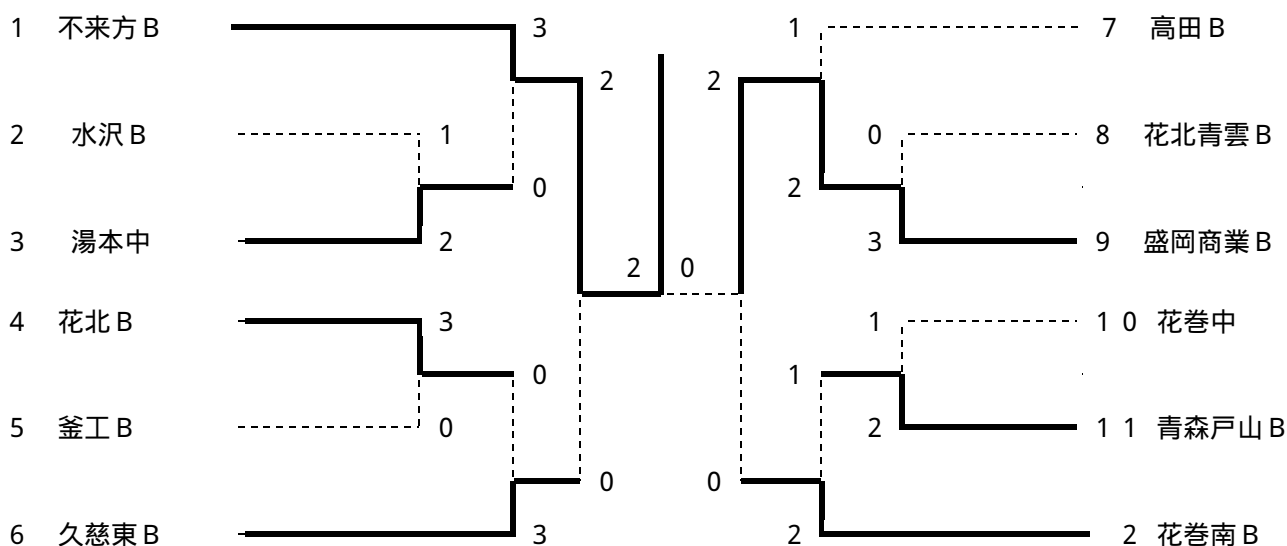 1 不来方B 3 1 7 高田B
2 2
2 水沢B 1 0 8 花北青雲B
0 2
3 湯本中 2 3 9 盛岡商業B
2 0
4 花北B 3 1 10 花巻中
0 1
5 釜工B 0 2 11 青森戸山B
0 0
6 久慈東B 3 2 2 花巻南B